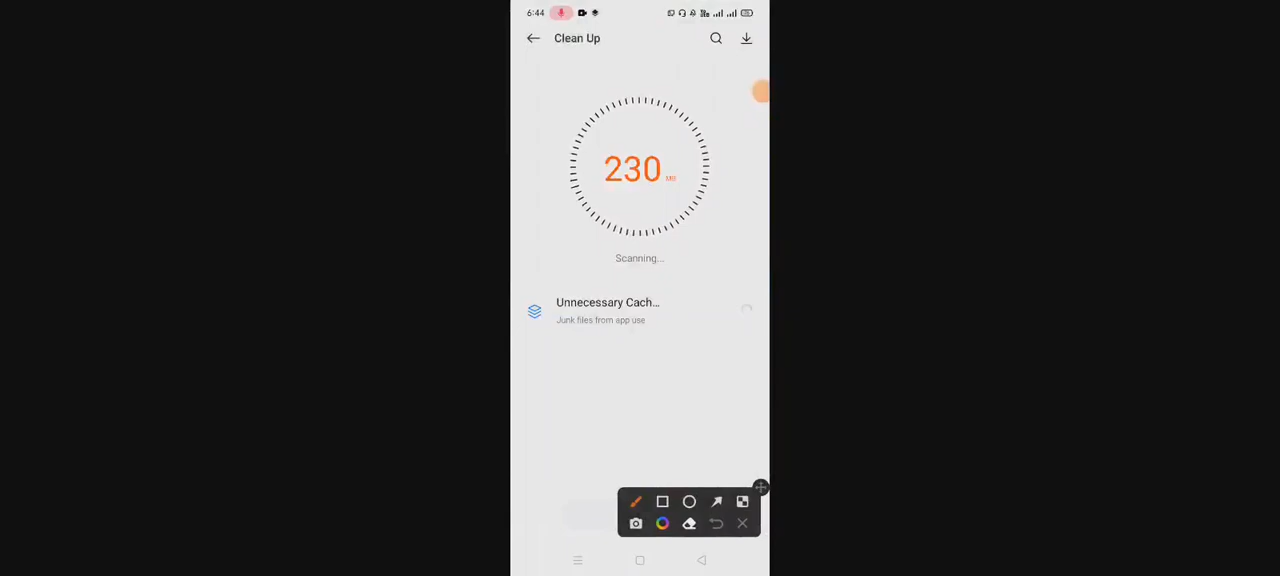 6:44
Clean Up
230 MB
Scanning...
Unnecessary Cach...
Junk files from app use